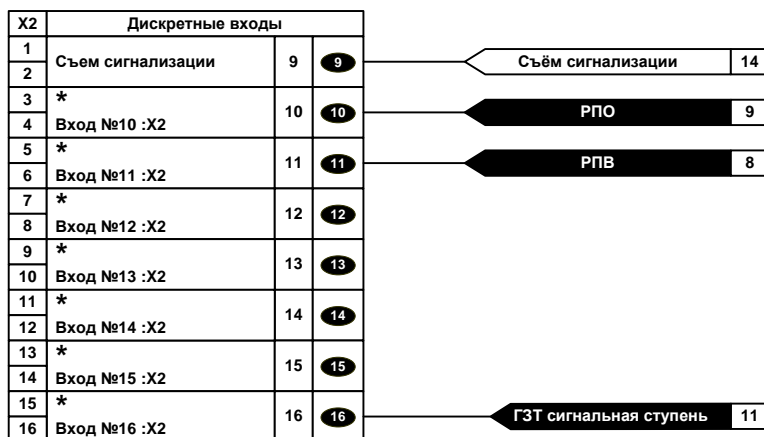 X2 Дискретные входы
1
Съем сигнализации 9 9 Съём сигнализации 14
2
3 *
10 10 РПО 9
4 Вход №10 :X2
5 *
11 11 РПВ 8
6 Вход №11 :X2
7 *
12 12
8 Вход №12 :X2
9 *
13 13
10 Вход №13 :X2
11 *
14 14
12 Вход №14 :X2
13 *
15 15
14 Вход №15 :X2
15 *
16 16 ГЗТ сигнальная ступень 11
16 Вход №16 :X2